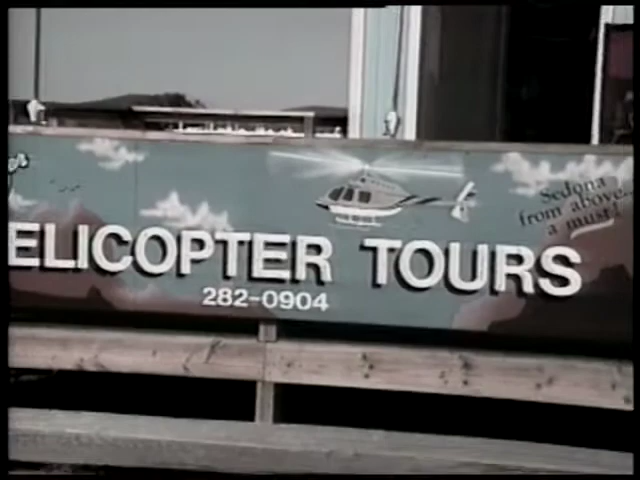 ELICOPTER TOURS
282-0904
Sedona
from above...
a must!